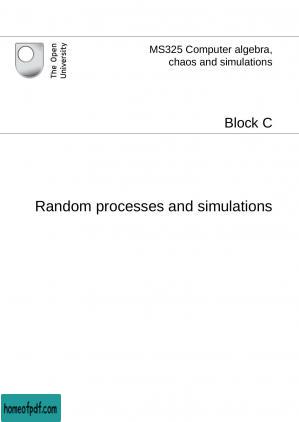 The Open
University
MS325 Computer algebra,
chaos and simulations
Block C
Random processes and simulations
homeofpdf.com